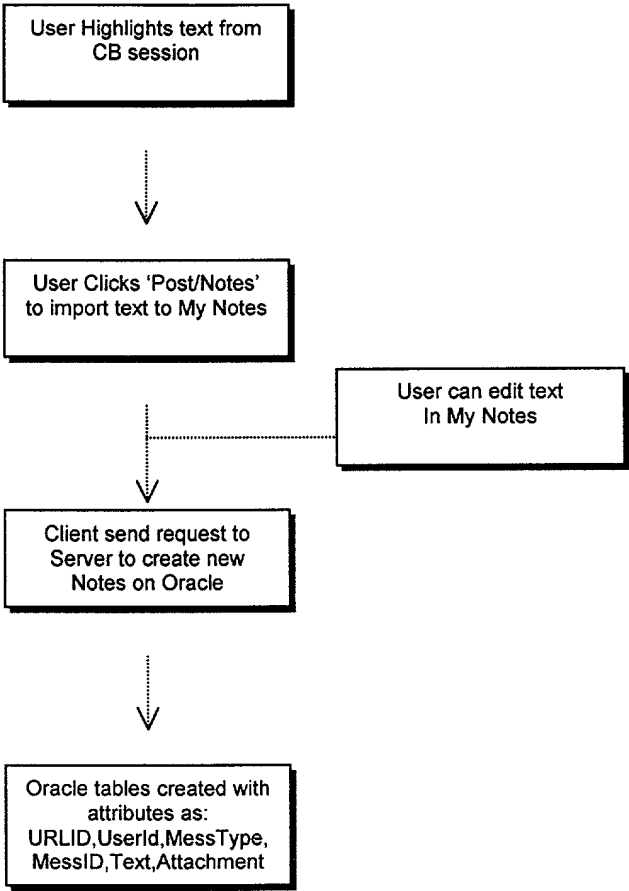 User Highlights text from
CB session
User Clicks ‘Post/Notes’
to import text to My Notes
User can edit text
In My Notes
Client send request to
Server to create new
Notes on Oracle
Oracle tables created with
attributes as:
URLID,UserId,MessType,
MessID,Text,Attachment